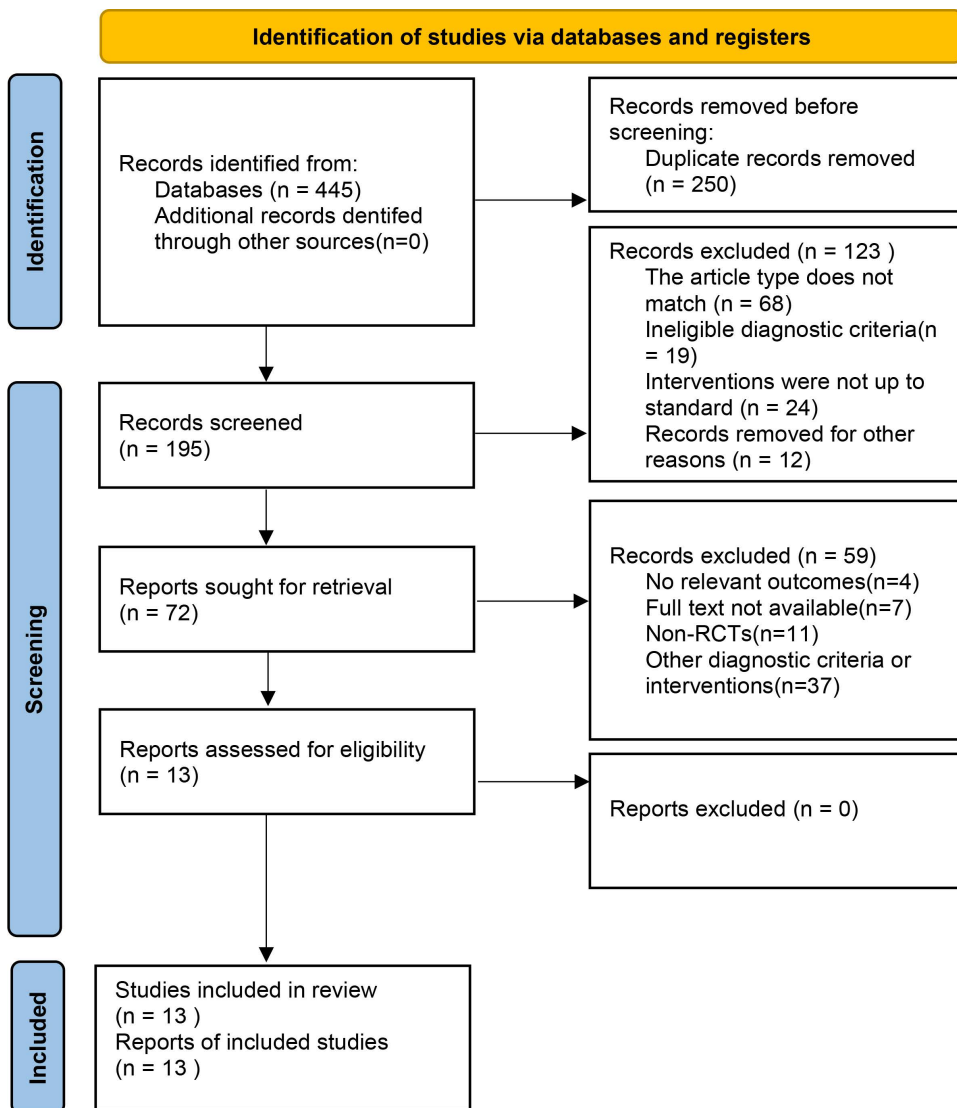 Identification of studies via databases and registers
Identification
Records identified from:
Databases (n = 445)
Additional records dentifed
through other sources(n=0)
Records removed before
screening:
Duplicate records removed
(n = 250)
Records excluded (n = 123 )
The article type does not
match (n = 68)
Ineligible diagnostic criteria(n
= 19)
Interventions were not up to
standard (n = 24)
Records removed for other
reasons (n = 12)
Screening
Records screened
(n = 195)
Reports sought for retrieval
(n = 72)
Records excluded (n = 59)
No relevant outcomes(n=4)
Full text not available(n=7)
Non-RCTs(n=11)
Other diagnostic criteria or
interventions(n=37)
Reports assessed for eligibility
(n = 13)
Reports excluded (n = 0)
Included
Studies included in review
(n = 13 )
Reports of included studies
(n = 13 )